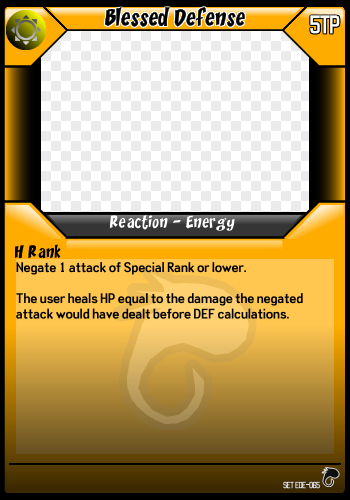 Blessed Defense
5TP
Reaction - Energy
H Rank
Negate 1 attack of Special Rank or lower.
The user heals HP equal to the damage the negated
attack would have dealt before DEF calculations.
SET EDE-065